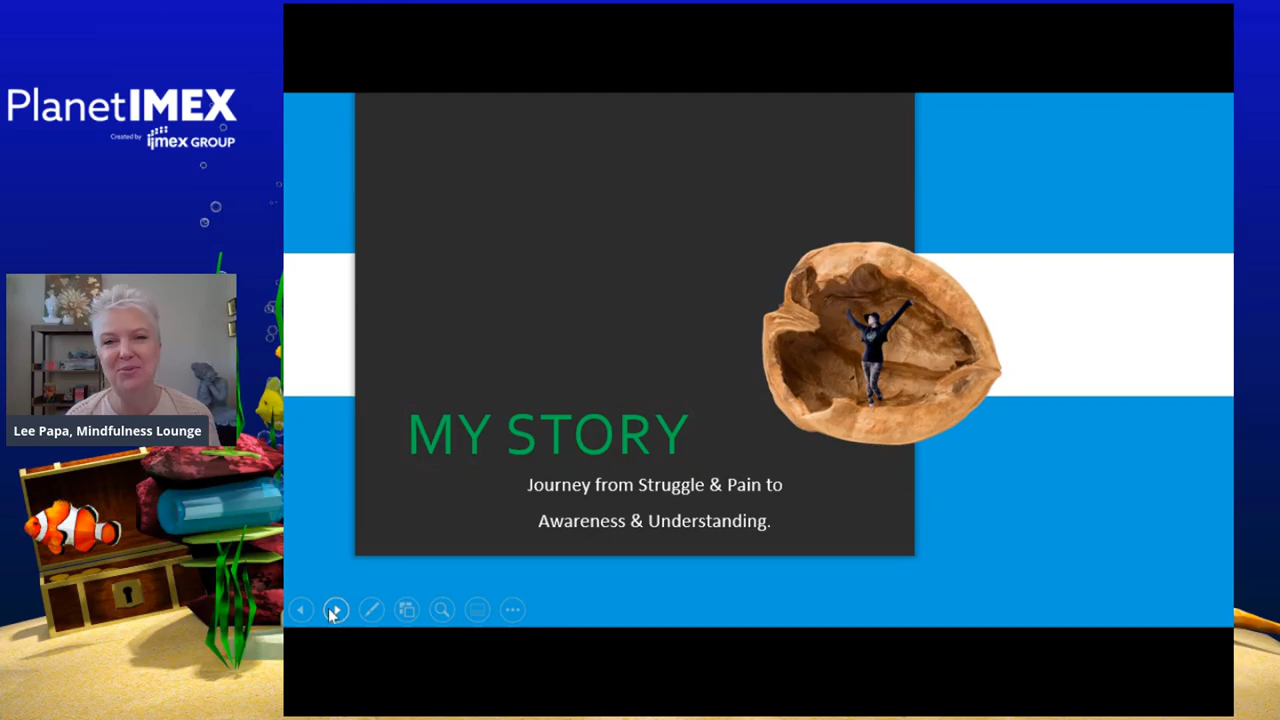 PlanetIMEX
Created by imex GROUP
Lee Papa, Mindfulness Lounge
MY STORY
Journey from Struggle & Pain to
Awareness & Understanding.